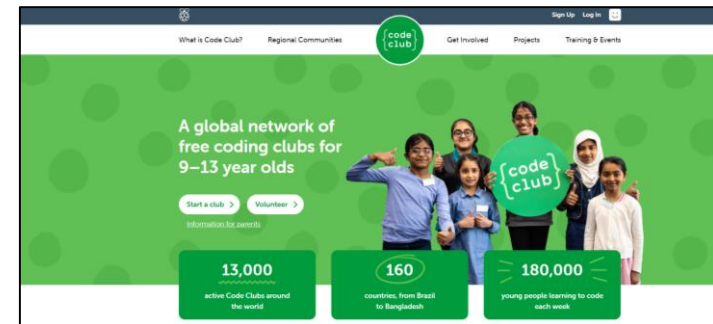 Sign Up Log In
What is Code Club? Regional Communities {code club} Get Involved Projects Training & Events
A global network of
free coding clubs for
9–13 year olds
Start a club > Volunteer >
Information for parents
{code
club}
13,000
active Code Clubs around
the world
160
countries, from Brazil
to Bangladesh
180,000
young people learning to code
each week